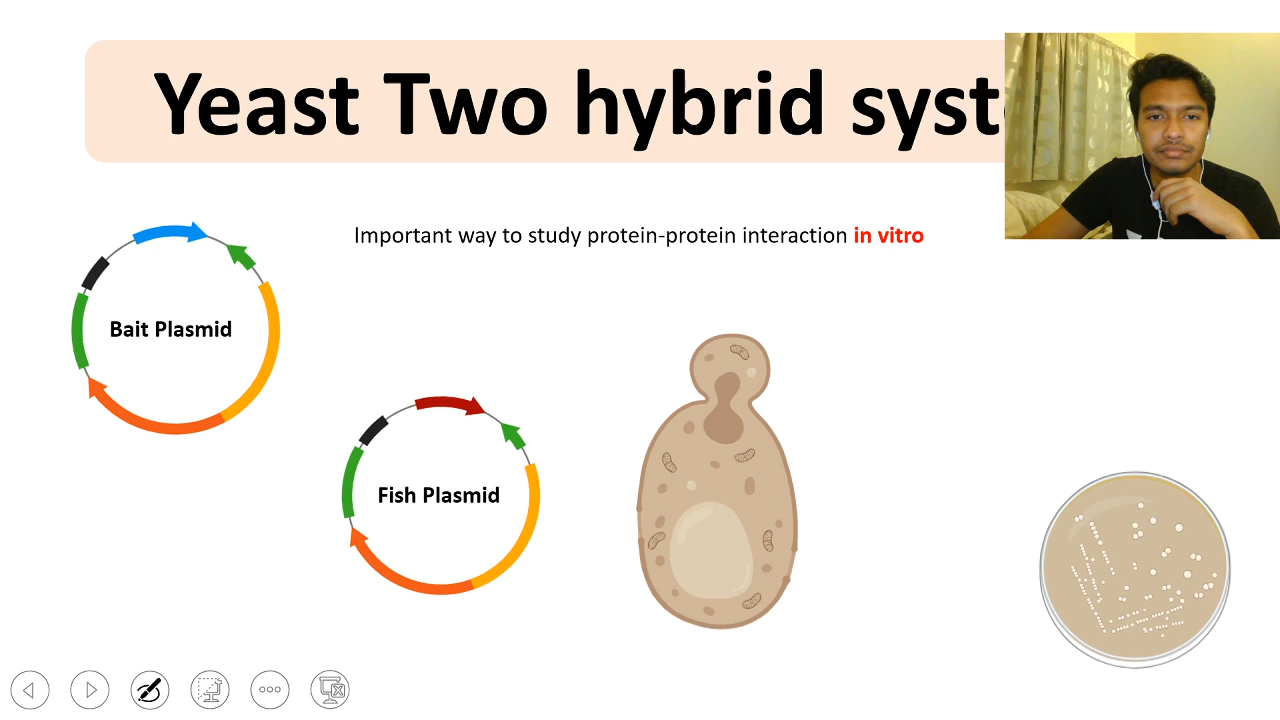 Yeast Two hybrid syst
Important way to study protein-protein interaction in vitro
Bait Plasmid
Fish Plasmid